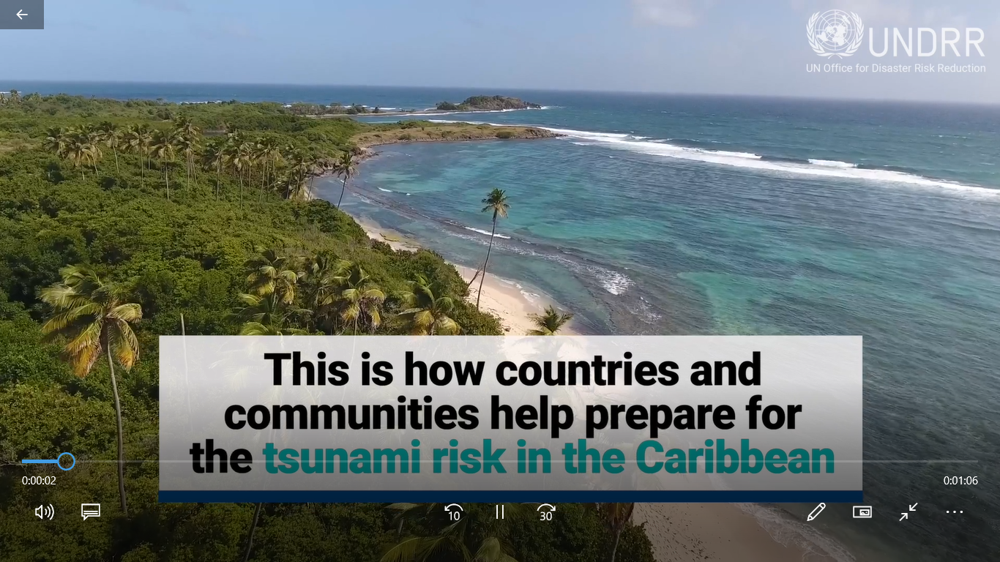 UNDRR
UN Office for Disaster Risk Reduction
This is how countries and
communities help prepare for
the tsunami risk in the Caribbean
0:00:02
0:01:06
10
30